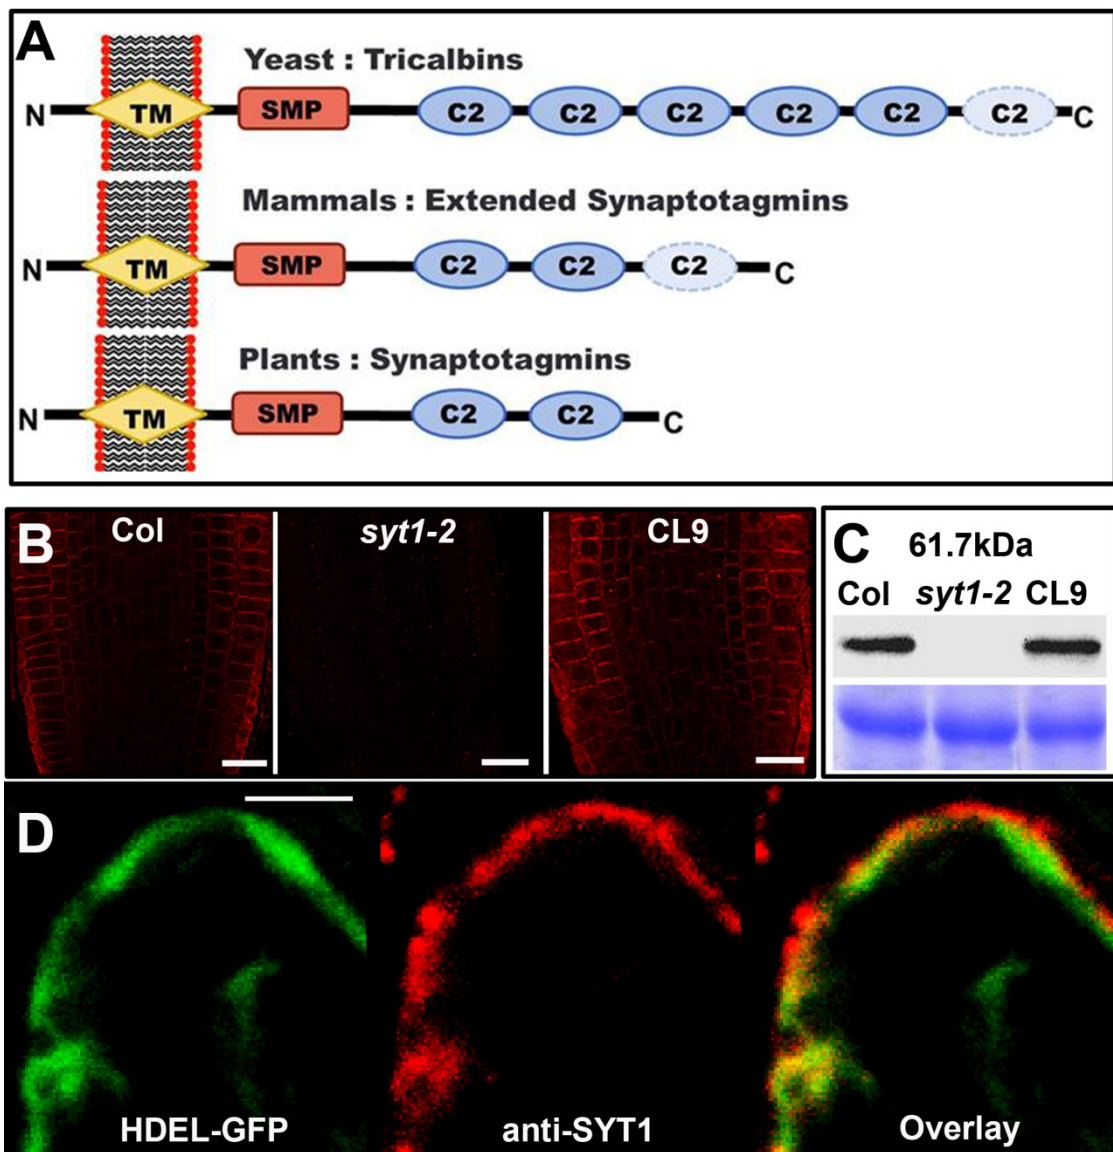 A
Yeast : Tricalbins
N TM SMP C2 C2 C2 C2 C2 C2 C
Mammals : Extended Synaptotagmins
N TM SMP C2 C2 C2 C
Plants : Synaptotagmins
N TM SMP C2 C2 C
B Col syt1-2 CL9
C 61.7kDa
Col syt1-2 CL9
D
HDEL-GFP anti-SYT1 Overlay